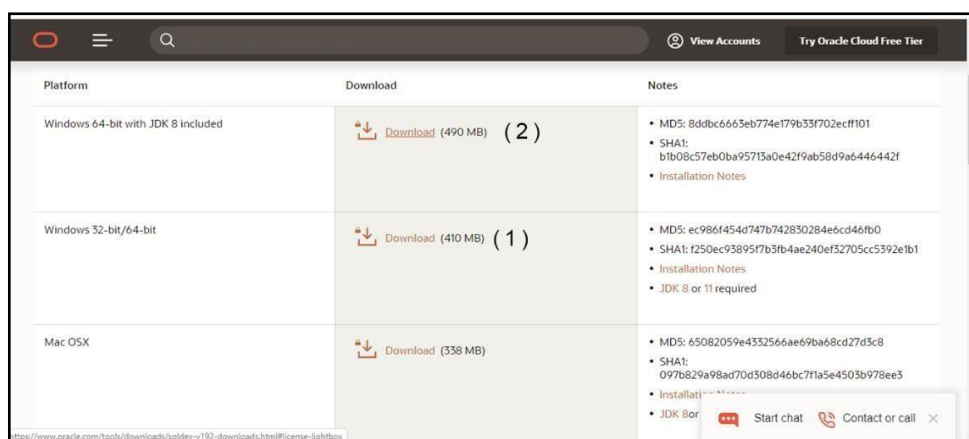 View Accounts
Try Oracle Cloud Free Tier
Platform
Download
Notes
Windows 64-bit with JDK 8 included
Download (490 MB) (2)
• MD5: 8ddbc6663eb774e179b33f702ecff101
• SHA1:
b1b08c57eb0ba95713a0e42f9ab58d9a6446442f
• Installation Notes
Windows 32-bit/64-bit
Download (410 MB) (1)
• MD5: ec986f454d747b742830284e6cd46fb0
• SHA1: f250ec93895f7b3fb4ae240ef32705cc5392e1b1
• Installation Notes
• JDK 8 or 11 required
Mac OSX
Download (338 MB)
• MD5: 65082059e4332566ae69ba68cd27d3c8
• SHA1:
097b829a98ad70d308d46bc7f1a5e4503b978ee3
• JDK 8or
Start chat
Contact or call
https://www.oracle.com/tools/downloads/sqldev-v192-downloads.html#license-lightbox